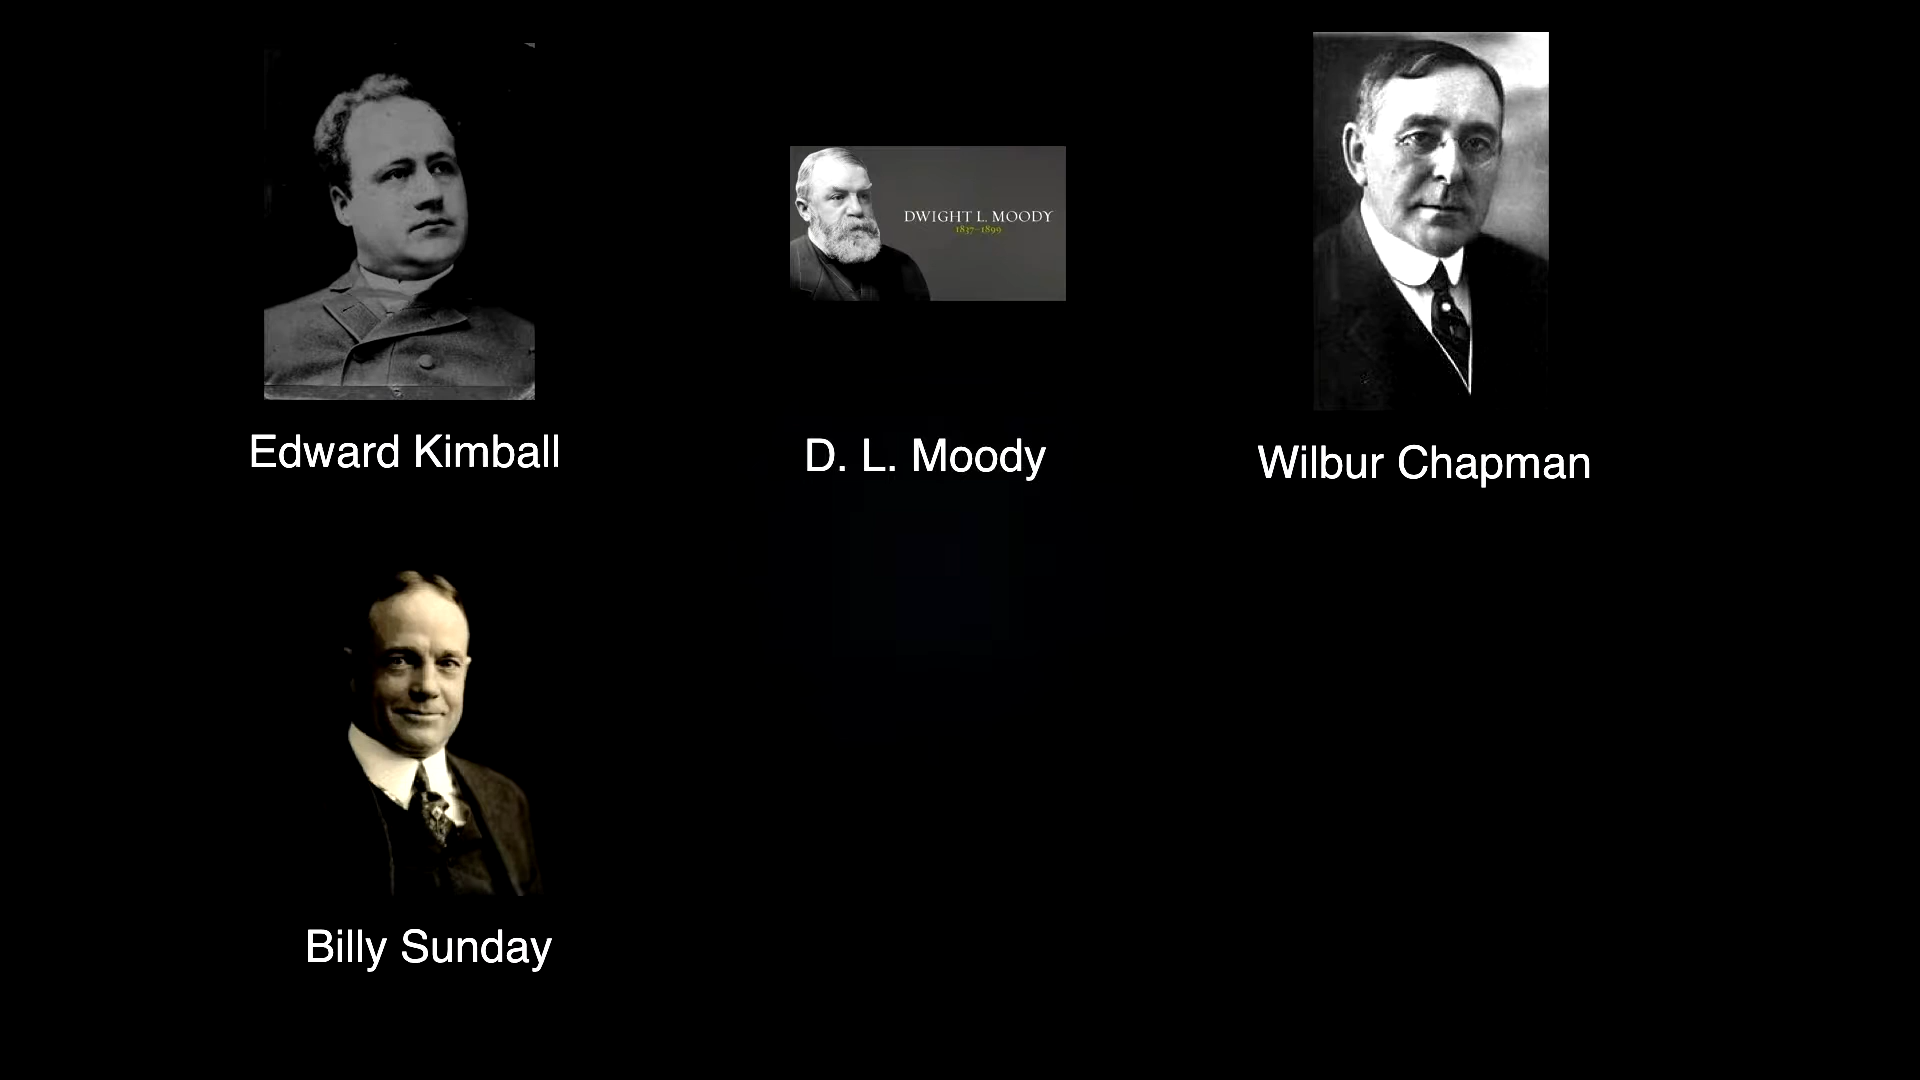 DWIGHT L. MOODY
1837–1899
Edward Kimball
D. L. Moody
Wilbur Chapman
Billy Sunday